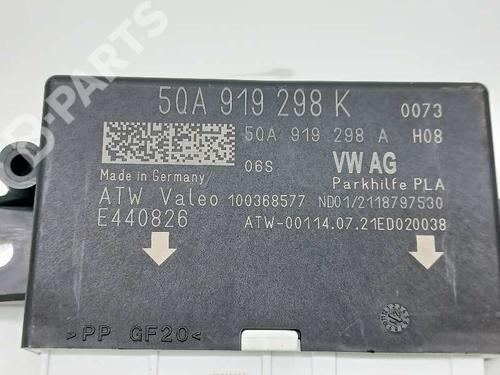 5QA 919 298 K 0073
5QA 919 298 A H08
06S VW AG
Made in Germany Parkhilfe PLA
ATW Valeo 100368577 ND01/2118797530
E440826 ATW-00114.07.21ED020038
>PP GF20<